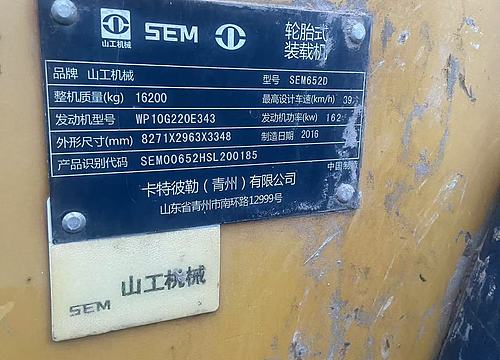 山工机械 SEM 轮胎式
装载机
品牌 山工机械 型号 SEM652D
整机质量(kg) 16200 最高设计车速(km/h) 39
发动机型号 WP10G220E343 发动机功率(kw) 162
外形尺寸(mm) 8271X2963X3348 制造日期 2016
产品识别代码 SEM00652HSL200185
中国制造
卡特彼勒（青州）有限公司
山东省青州市南环路12999号
SEM 山工机械